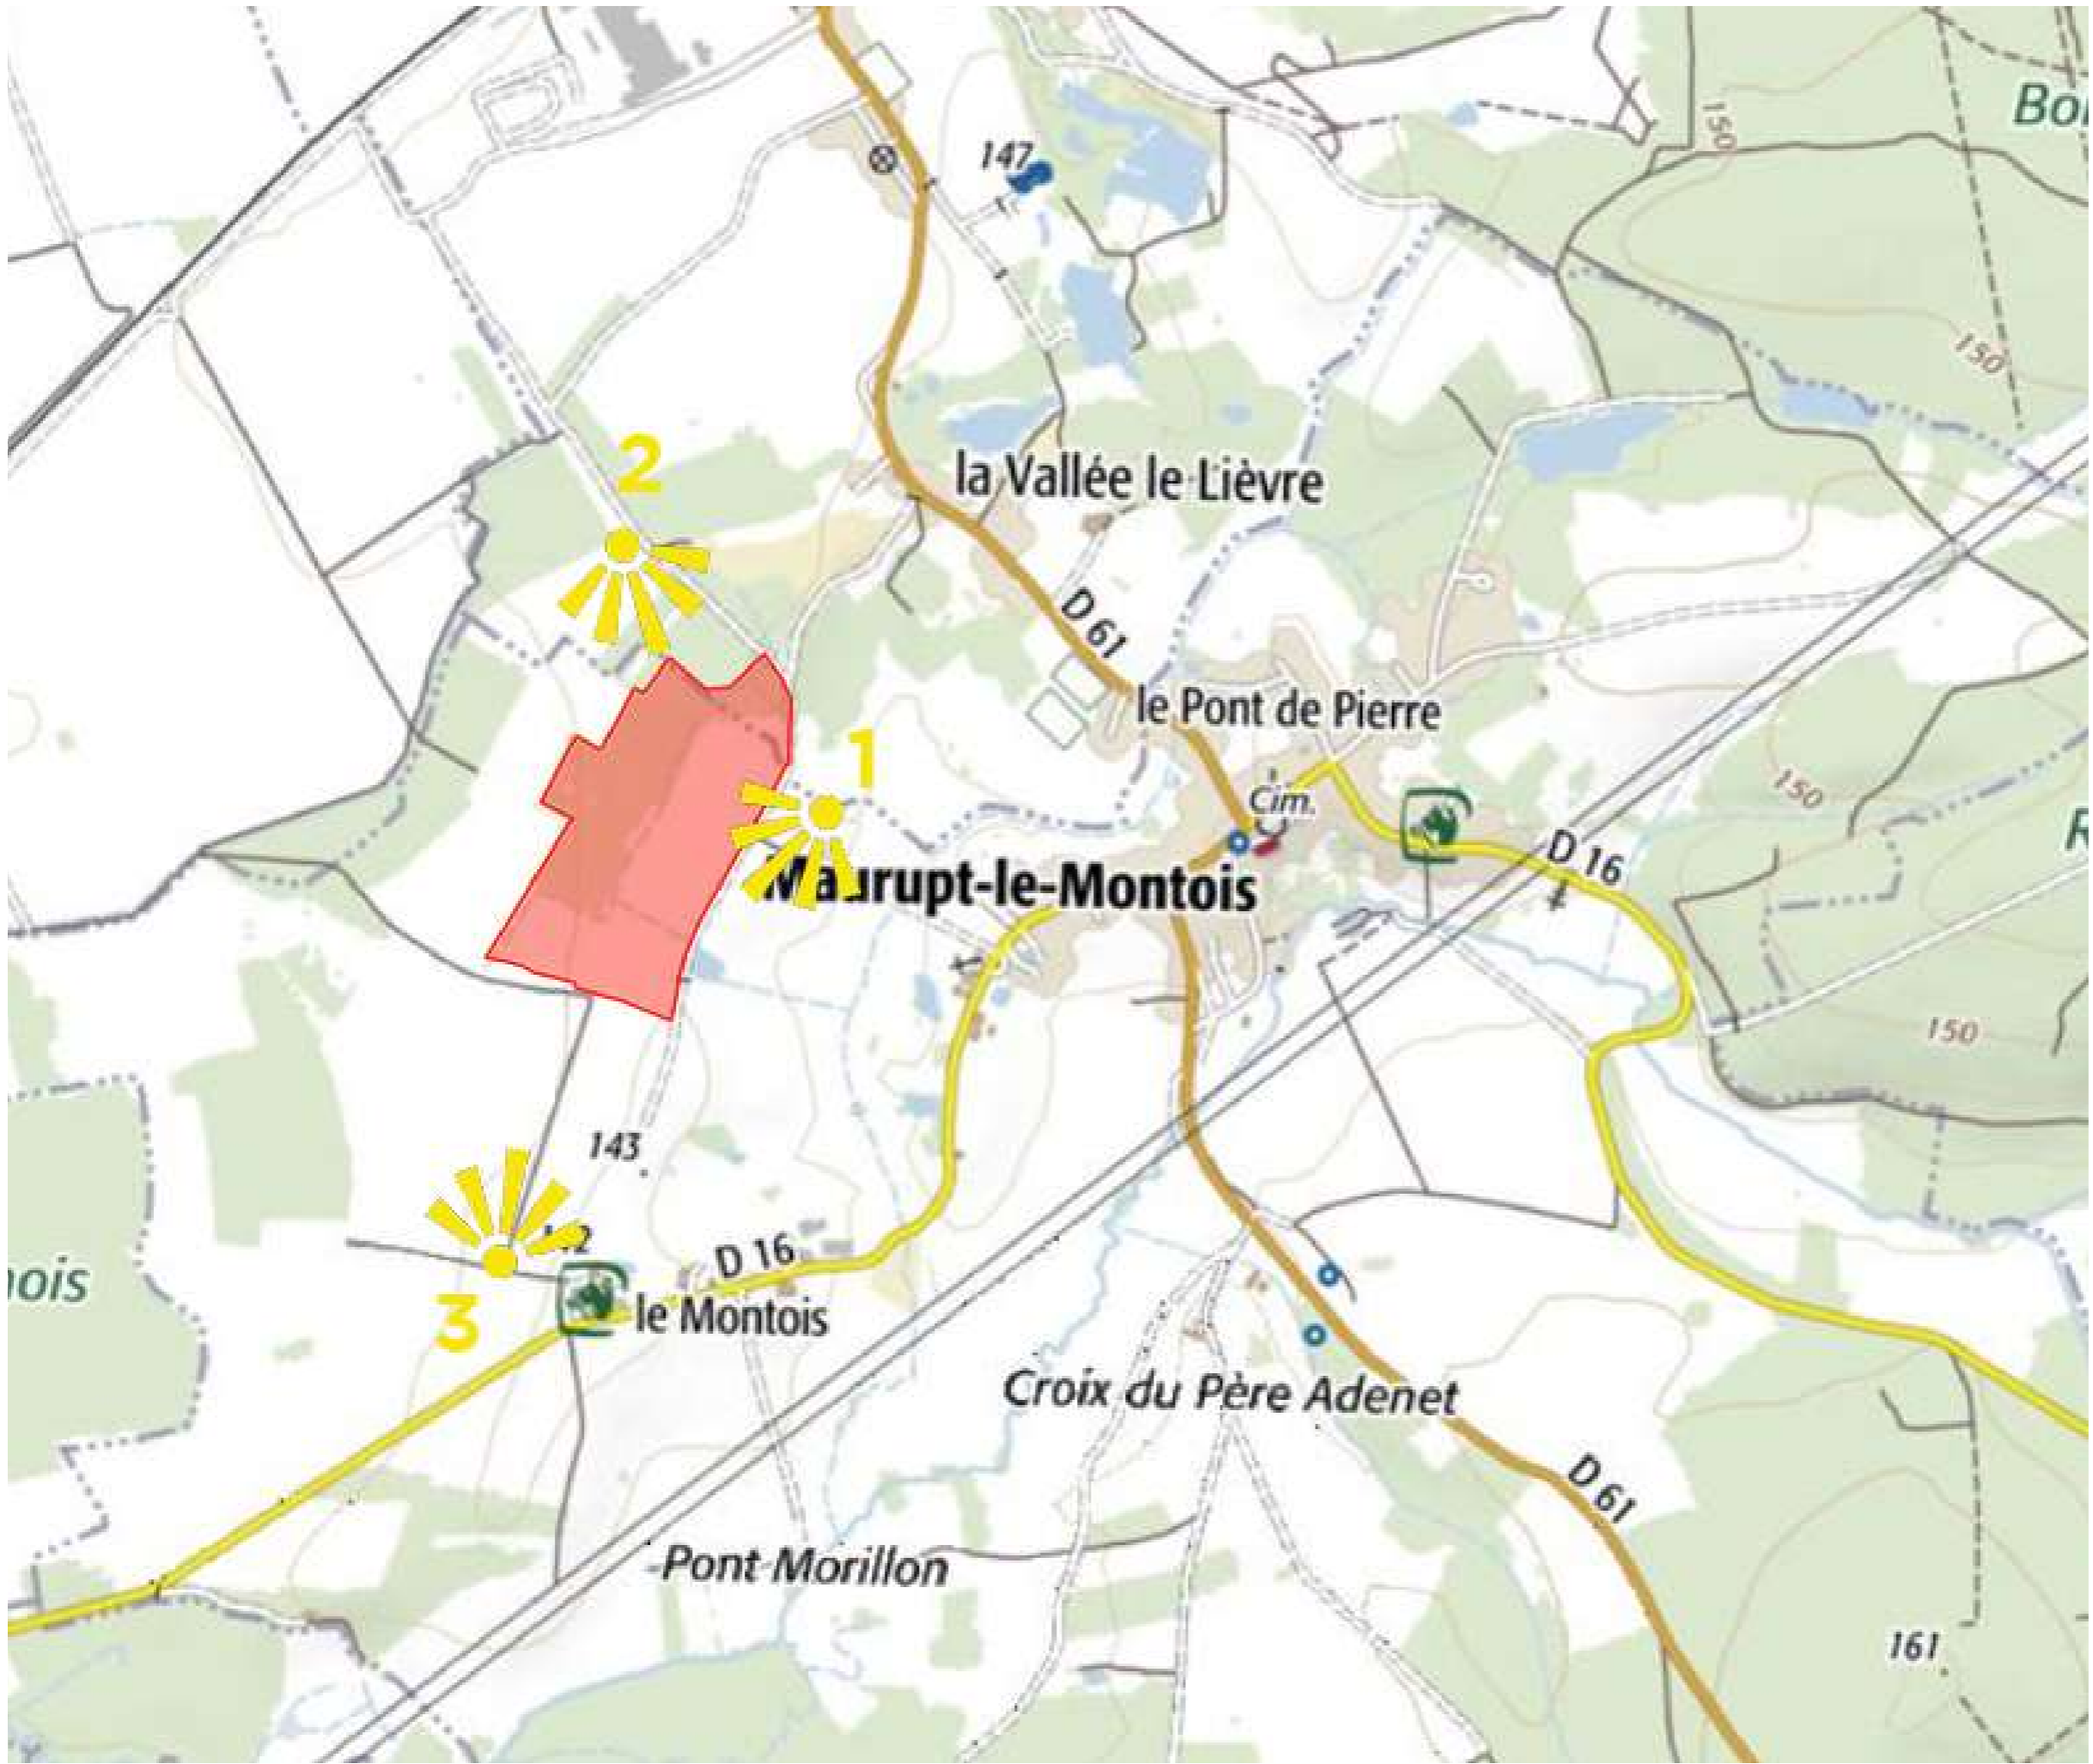 Boi
150
147
150
2
la Vallée le Lièvre
D 61
le Pont de Pierre
1
Cim.
150
D 16
R
Maurupt-le-Montois
150
143
D 16
nois
le Montois
3
Croix du Père Adenet
D 61
Pont Morillon
161